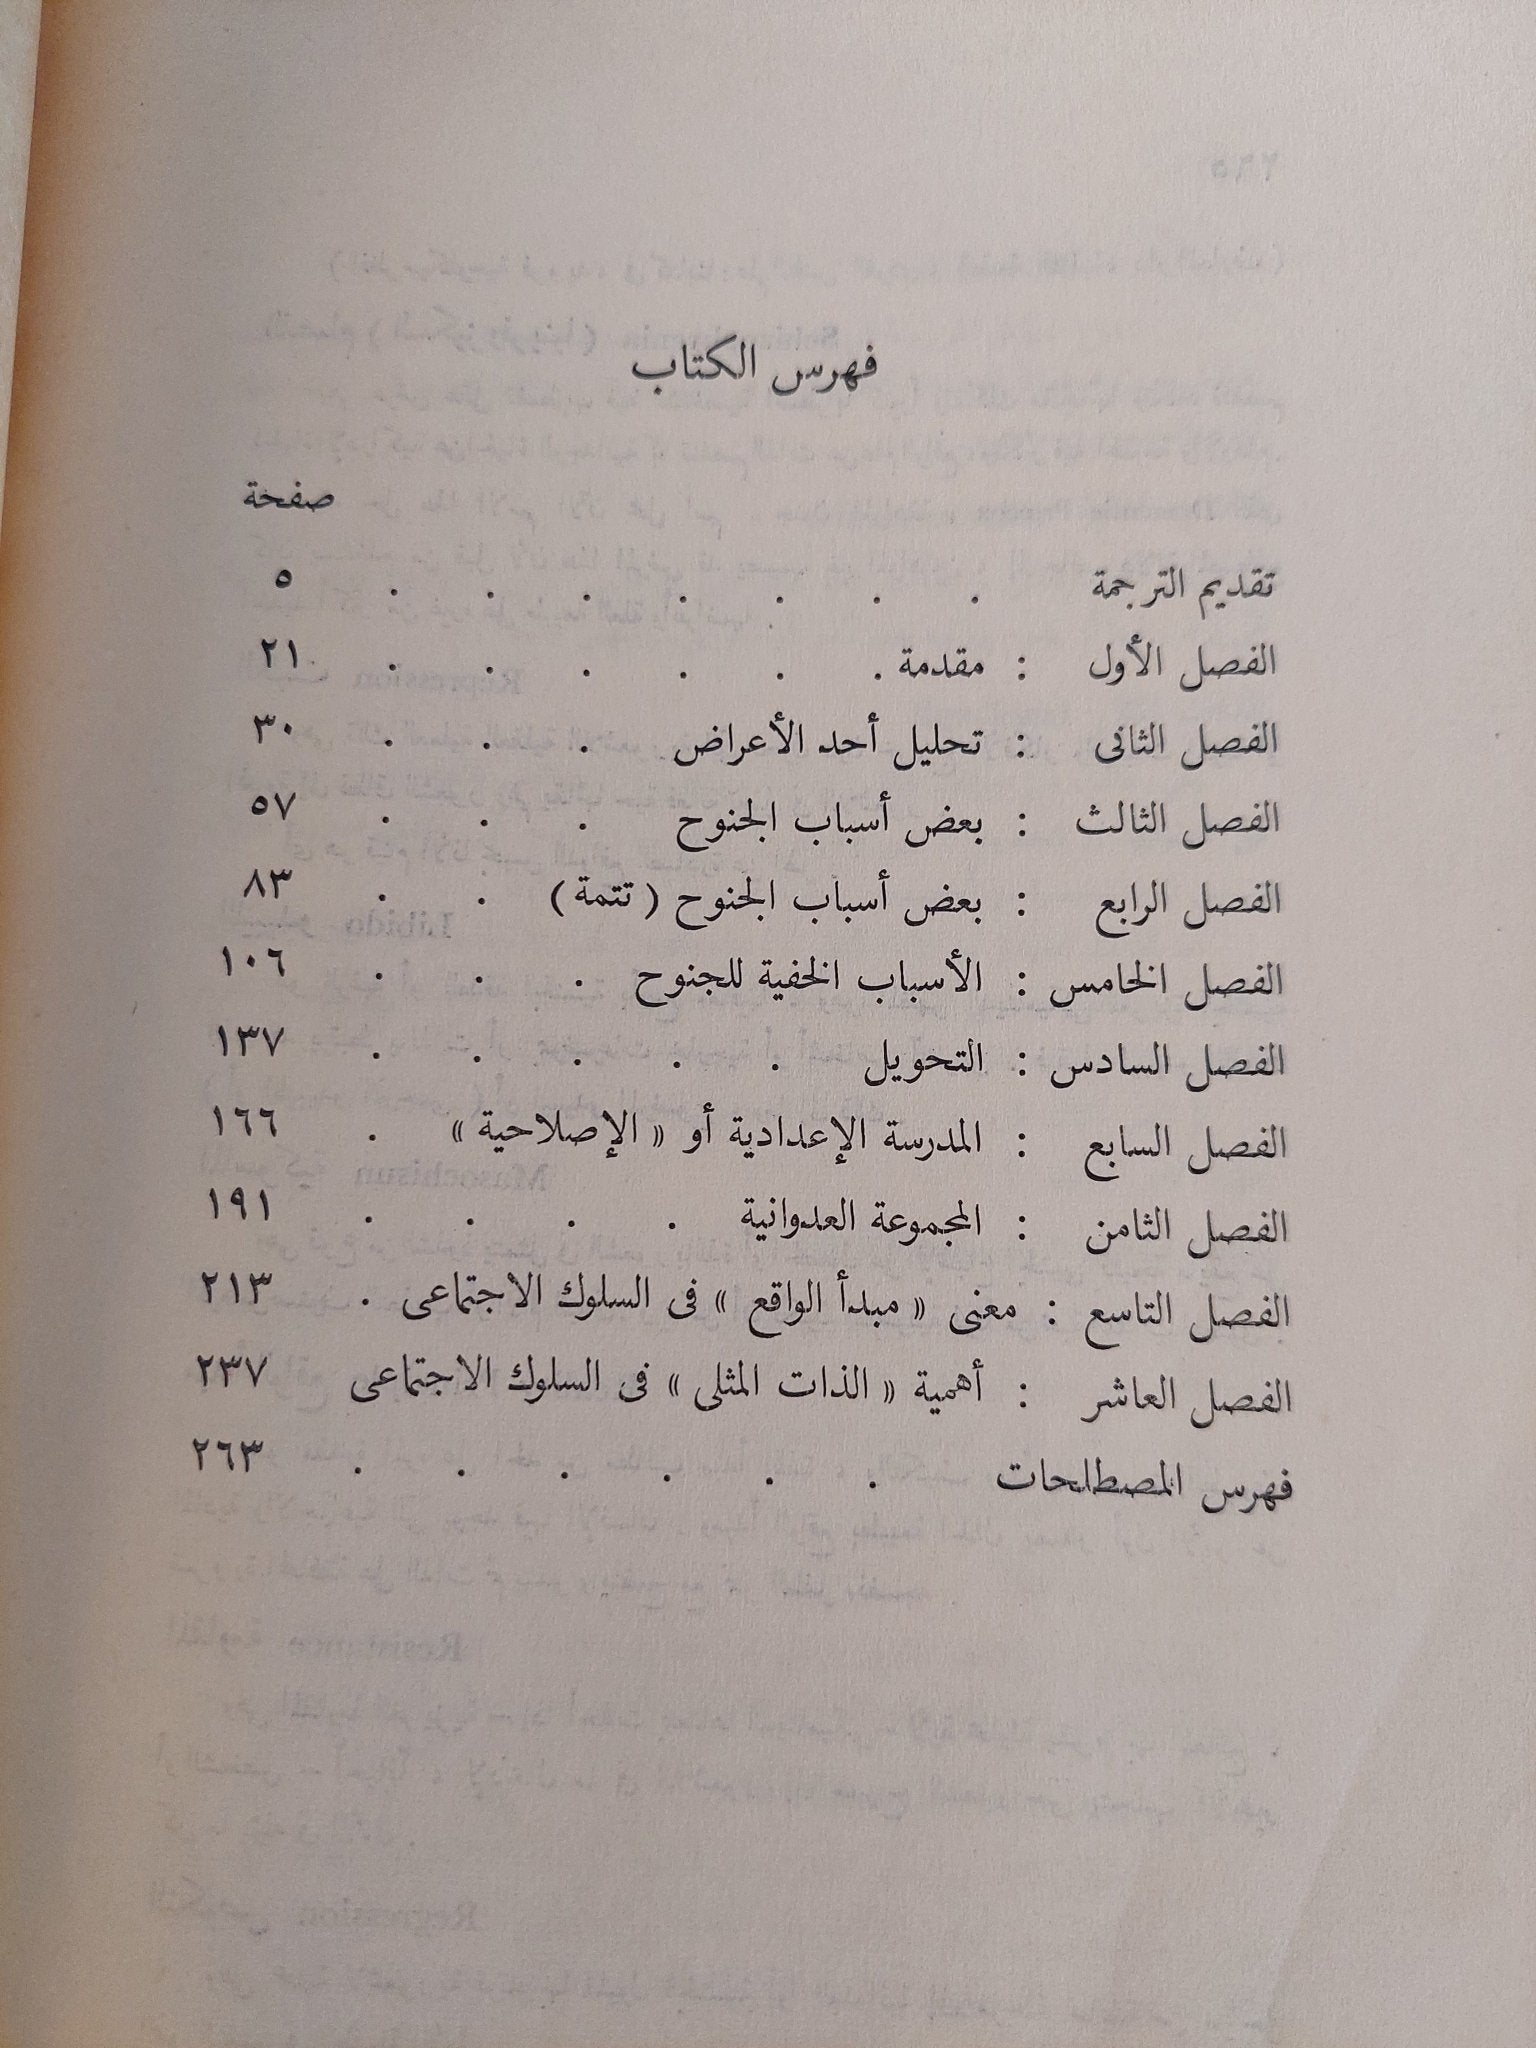 فهرس الكتاب
صفحة
تقديم الترجمة . . . . . . . ٥
الفصل الأول : مقدمة . . . . . . ٢١
الفصل الثانى : تحليل أحد الأعراض . . . ٣٠
الفصل الثالث : بعض أسباب الجنوح . . . ٥٧
الفصل الرابع : بعض أسباب الجنوح ( تتمة ) . . ٨٣
الفصل الخامس : الأسباب الخفية للجنوح . . . ١٠٦
الفصل السادس : التحويل . . . . . ١٣٧
الفصل السابع : المدرسة الإعدادية أو « الإصلاحية » . ١٦٦
الفصل الثامن : المجموعة العدوانية . . . . ١٩١
الفصل التاسع : معنى « مبدأ الواقع » فى السلوك الاجتماعى . ٢١٣
الفصل العاشر : أهمية « الذات المثلى » فى السلوك الاجتماعى ٢٣٧
فهرس المصطلحات . . . . . . ٢٦٣